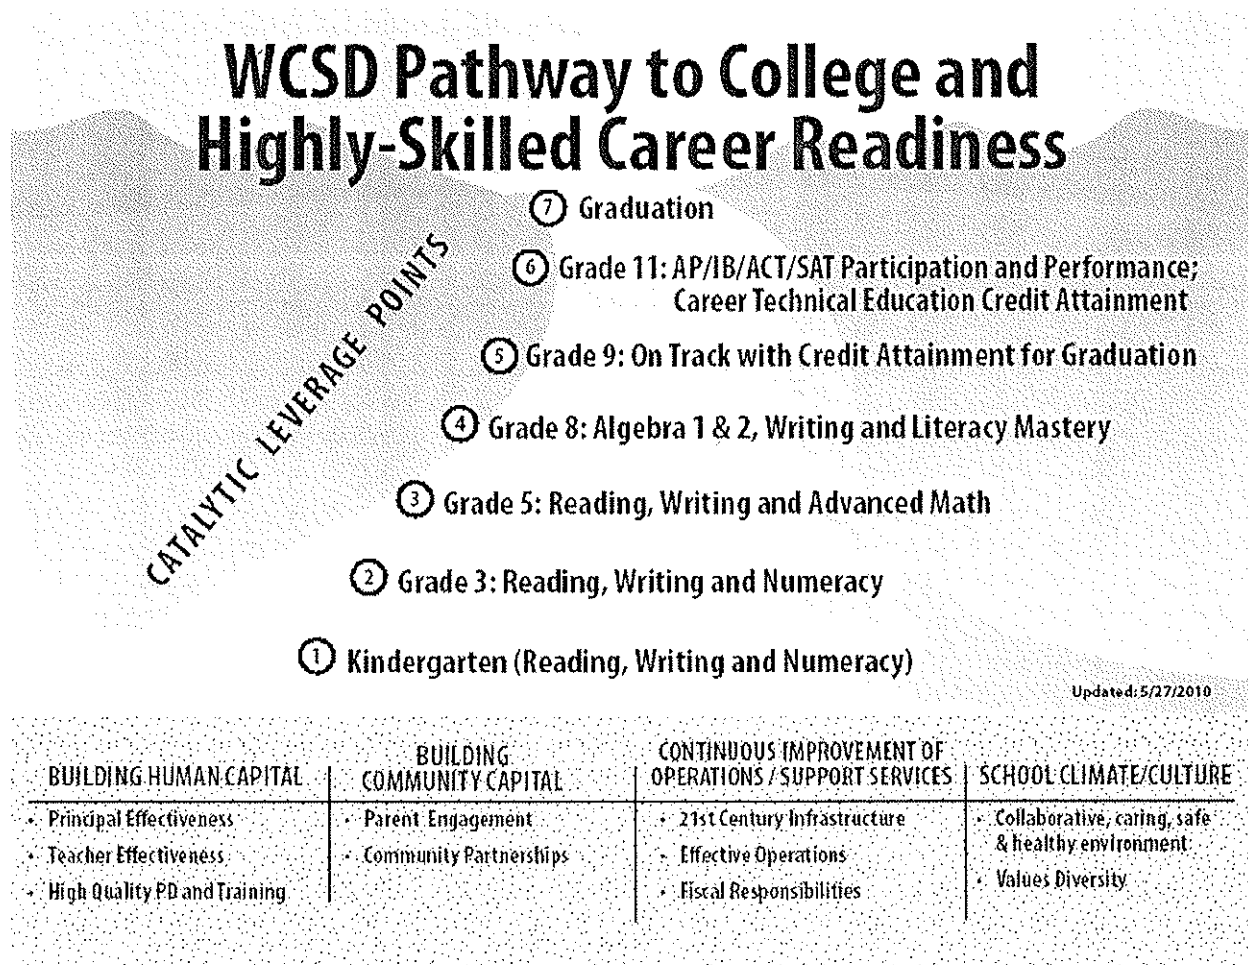 WCSD Pathway to College and
Highly-Skilled Career Readiness
7 Graduation
6 Grade 11: AP/IB/ACT/SAT Participation and Performance;
Career Technical Education Credit Attainment
5 Grade 9: On Track with Credit Attainment for Graduation
4 Grade 8: Algebra 1 & 2, Writing and Literacy Mastery
3 Grade 5: Reading, Writing and Advanced Math
2 Grade 3: Reading, Writing and Numeracy
1 Kindergarten (Reading, Writing and Numeracy)
CATALYTIC LEVERAGE POINTS
Updated: 5/27/2010
BUILDING HUMAN CAPITAL
• Principal Effectiveness
• Teacher Effectiveness
• High Quality PD and Training
BUILDING
COMMUNITY CAPITAL
• Parent Engagement
• Community Partnerships
CONTINUOUS IMPROVEMENT OF
OPERATIONS / SUPPORT SERVICES
• 21st Century Infrastructure
• Effective Operations
• Fiscal Responsibilities
SCHOOL CLIMATE/CULTURE
• Collaborative, caring, safe
& healthy environment
• Values Diversity